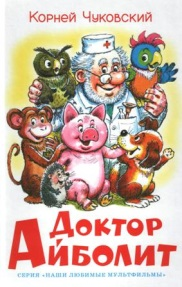 Корней Чуковский
Доктор
Айболит
СЕРИЯ «НАШИ ЛЮБИМЫЕ МУЛЬТФИЛЬМЫ»